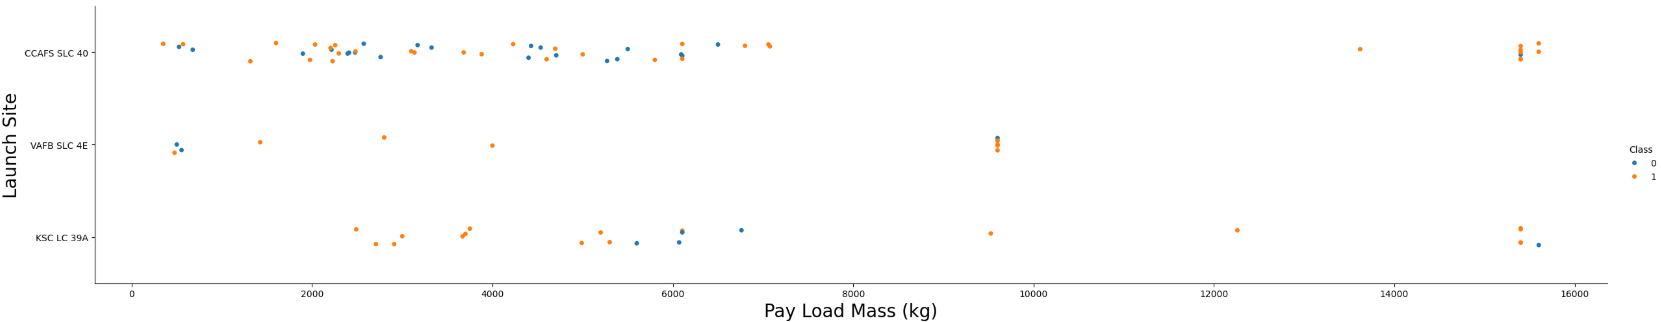 Launch Site
CCAFS SLC 40
VAFB SLC 4E
KSC LC 39A
0 2000 4000 6000 8000 10000 12000 14000 16000
Pay Load Mass (kg)
Class
0
1